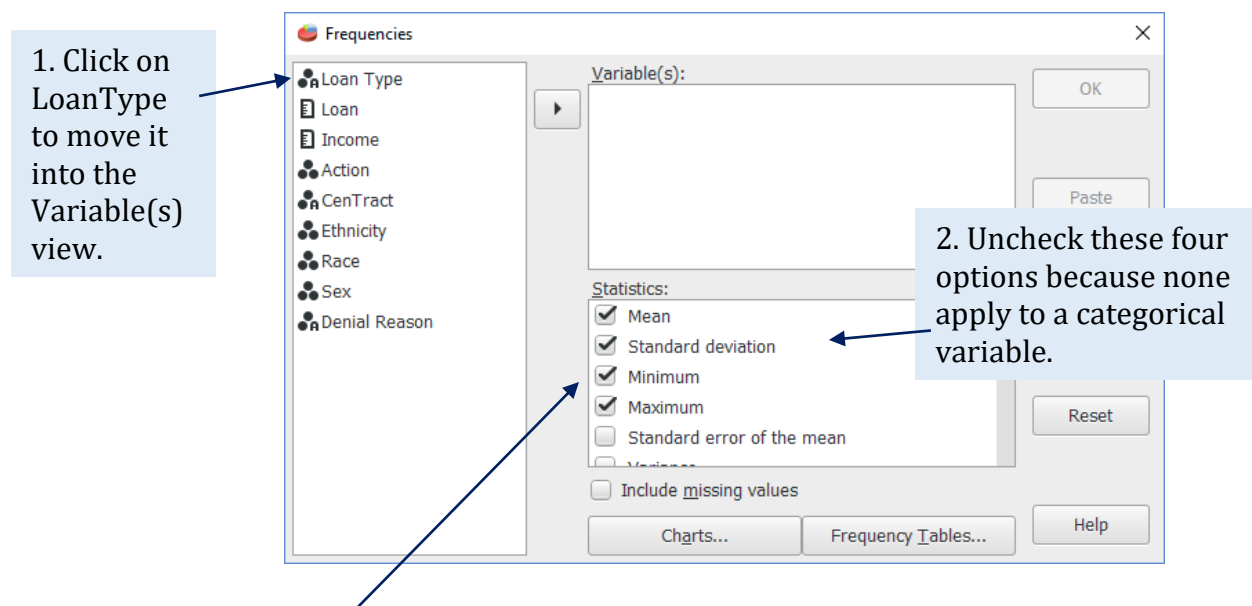 Frequencies
1. Click on
LoanType
to move it
into the
Variable(s)
view.
Loan Type
Loan
Income
Action
CenTract
Ethnicity
Race
Sex
Denial Reason
Variable(s):
OK
Paste
2. Uncheck these four
options because none
apply to a categorical
variable.
Statistics:
Mean
Standard deviation
Minimum
Maximum
Standard error of the mean
Variance
Reset
Include missing values
Charts...
Frequency Tables...
Help